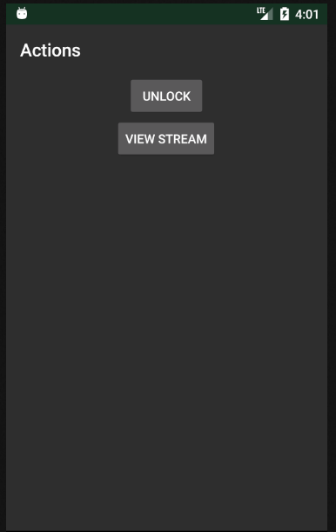 LTE 4:01
Actions
UNLOCK
VIEW STREAM